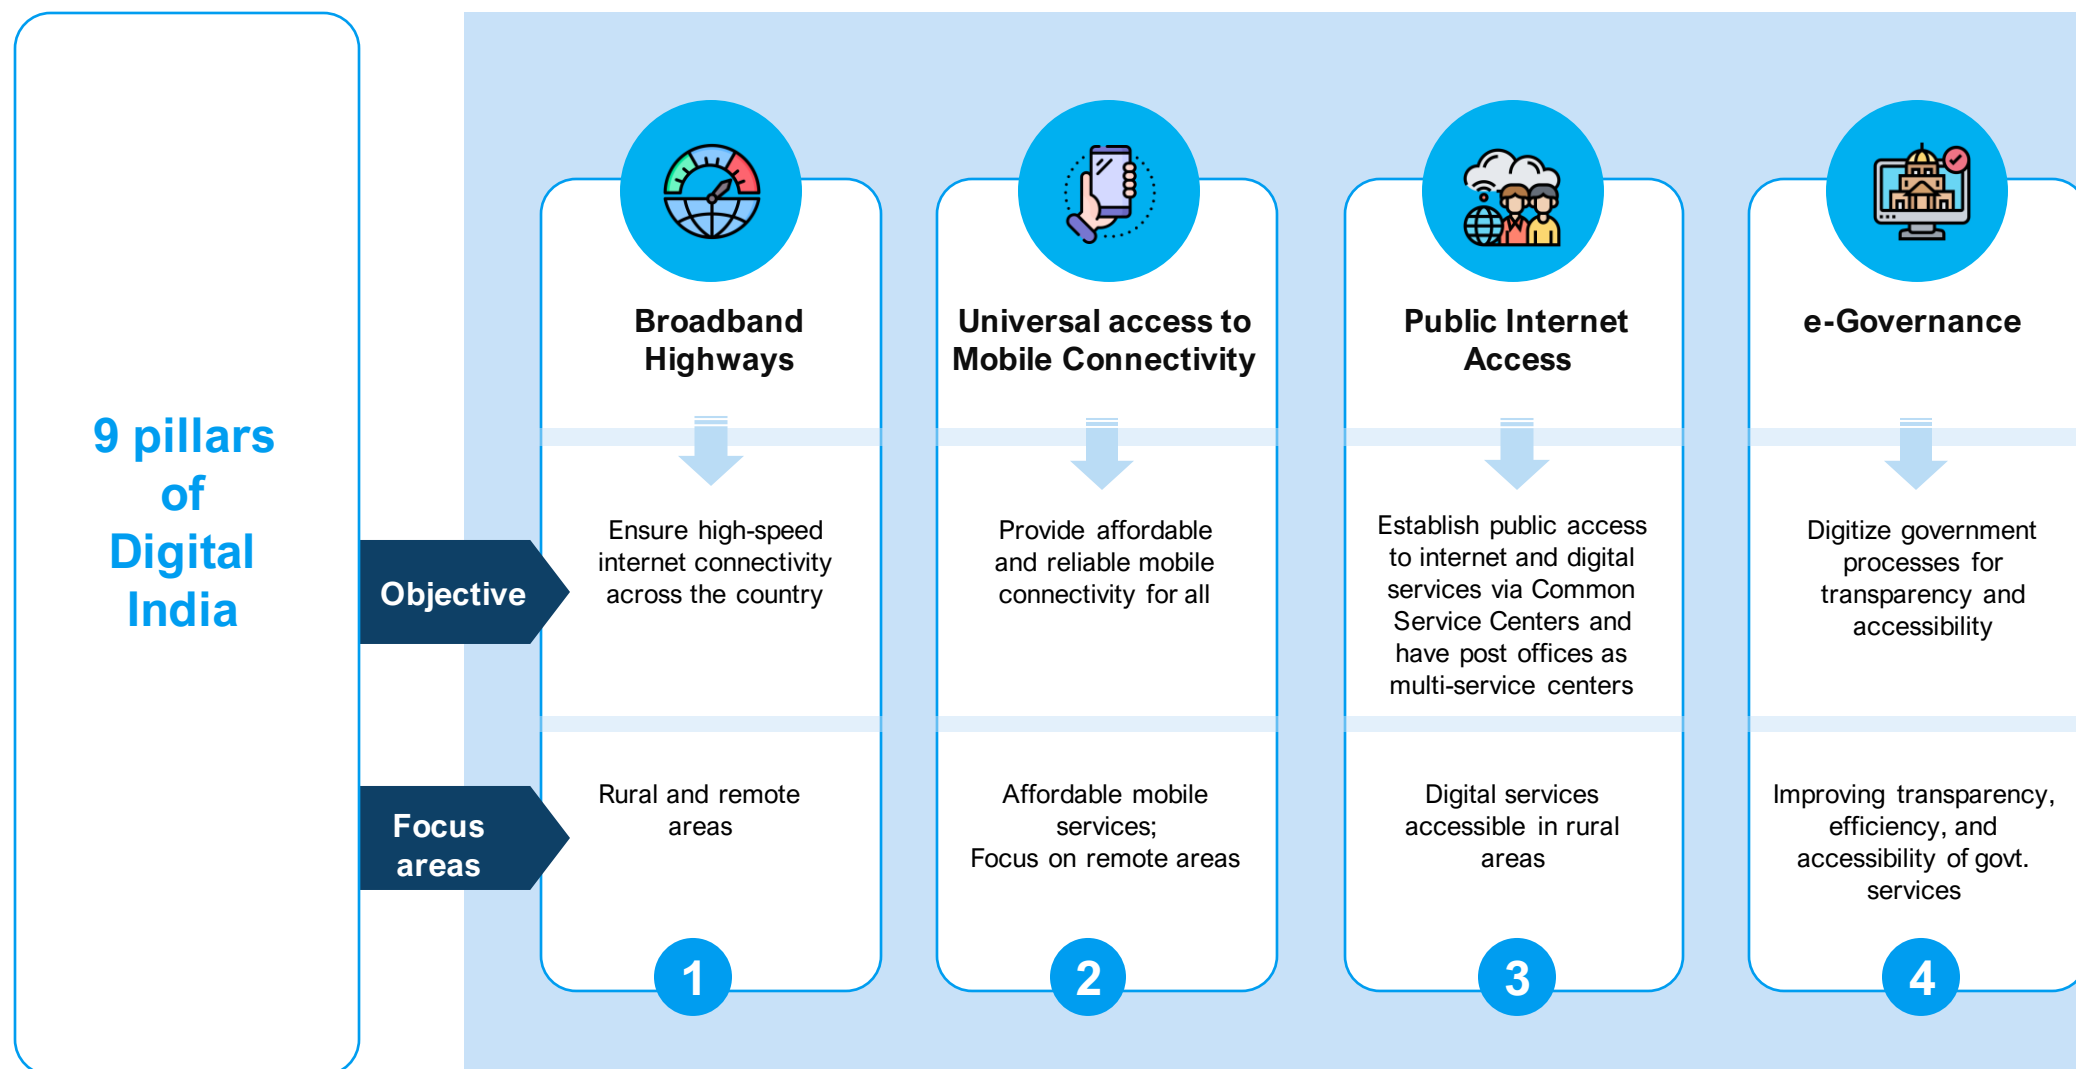 9 pillars
of
Digital
India
Broadband
Highways
Universal access to
Mobile Connectivity
Public Internet
Access
e-Governance
Objective
Ensure high-speed
internet connectivity
across the country
Provide affordable
and reliable mobile
connectivity for all
Establish public access
to internet and digital
services via Common
Service Centers and
have post offices as
multi-service centers
Digitize government
processes for
transparency and
accessibility
Focus
areas
Rural and remote
areas
Affordable mobile
services;
Focus on remote areas
Digital services
accessible in rural
areas
Improving transparency,
efficiency, and
accessibility of govt.
services
1
2
3
4